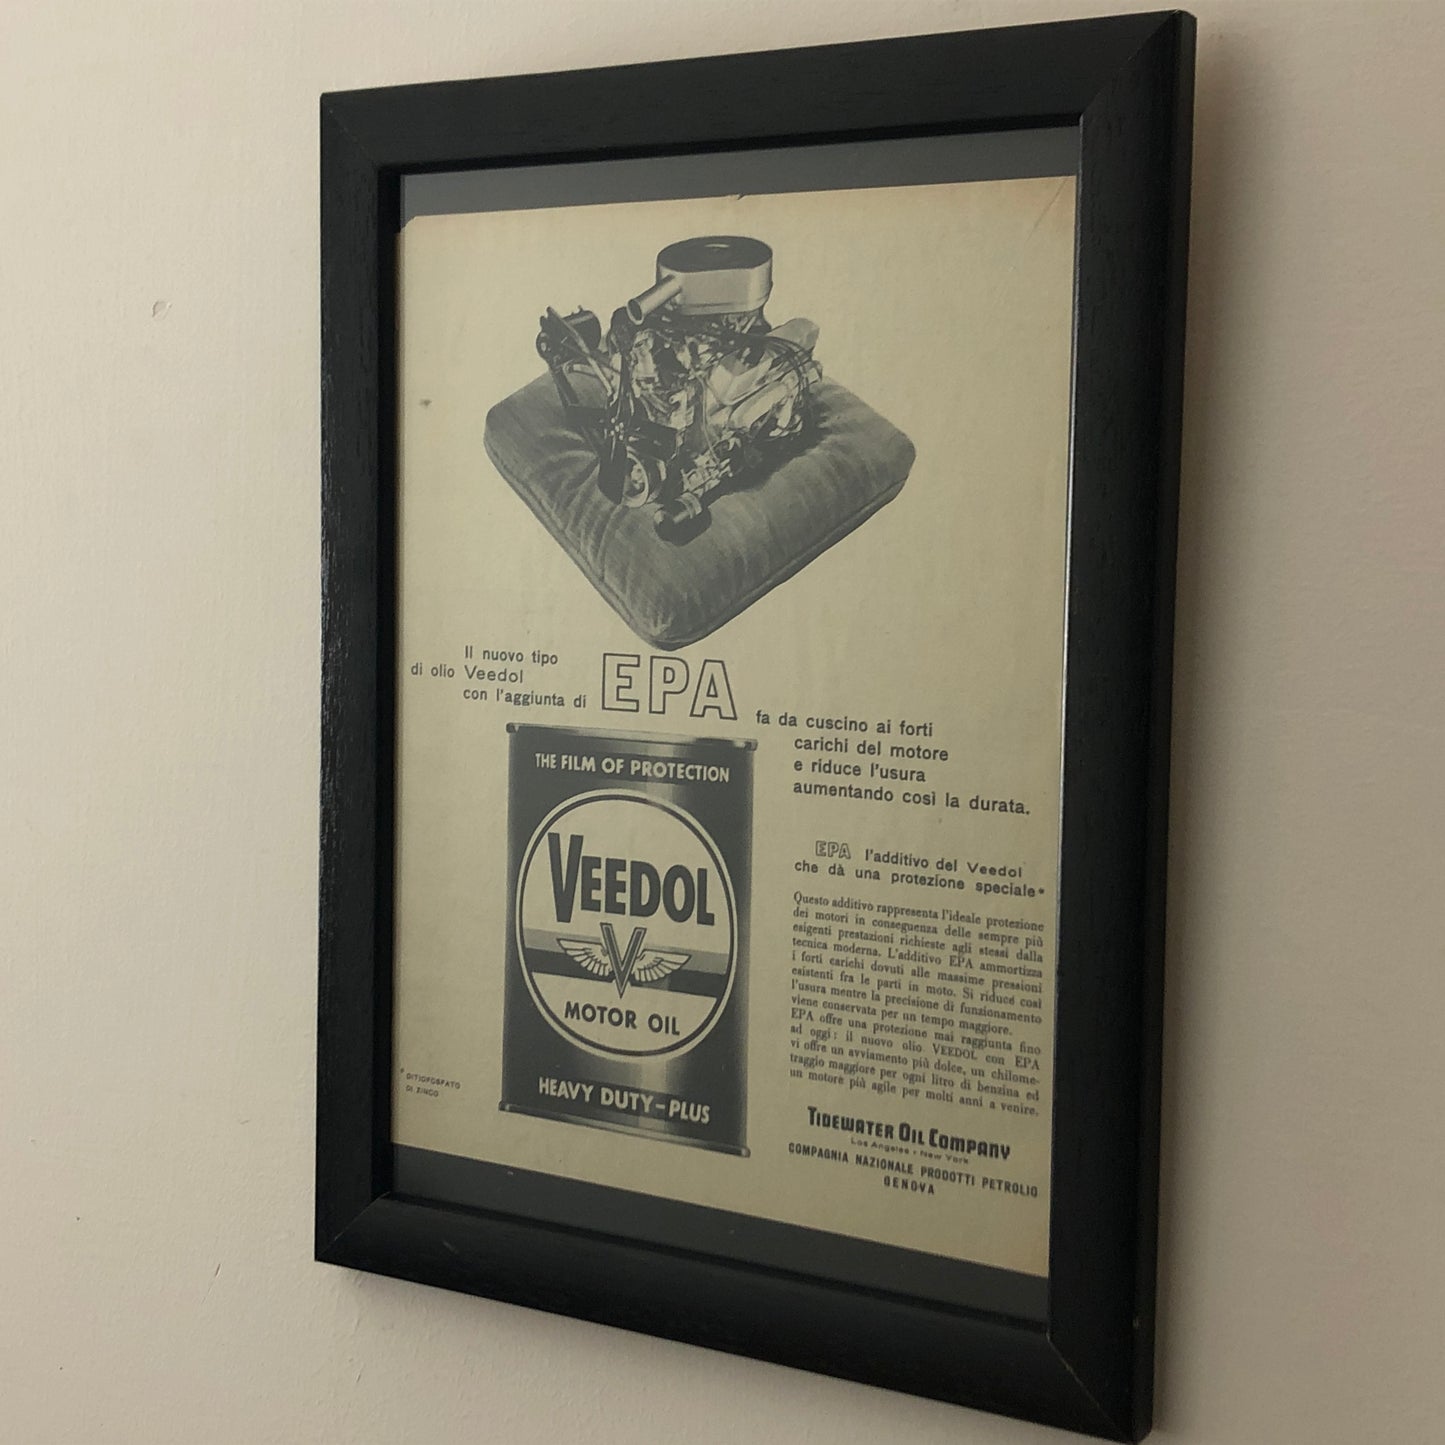 Il nuovo tipo
di olio Veedol
con l'aggiunta di EPA
fa da cuscino ai forti
carichi del motore
e riduce l'usura
aumentando così la durata.
THE FILM OF PROTECTION
VEEDOL
V
MOTOR OIL
HEAVY DUTY-PLUS
EPA l'additivo del Veedol
che dà una protezione speciale*
Questo additivo rappresenta l'ideale protezione
dei motori in conseguenza delle sempre più
esigenti prestazioni richieste agli stessi dalla
tecnica moderna. L'additivo EPA ammortizza
i forti carichi dovuti alle massime pressioni
esistenti fra le parti in moto. Si riduce così
l'usura mentre la precisione di funzionamento
viene conservata per un tempo maggiore.
EPA offre una protezione mai raggiunta fino
ad oggi: il nuovo olio VEEDOL con EPA
vi offre un avviamento più dolce, un chilome-
traggio maggiore per ogni litro di benzina ed
un motore più agile per molti anni a venire.
* DITIOFOSFATO
DI ZINCO
TIDEWATER OIL COMPANY
Los Angeles • New York
COMPAGNIA NAZIONALE PRODOTTI PETROLIO
GENOVA